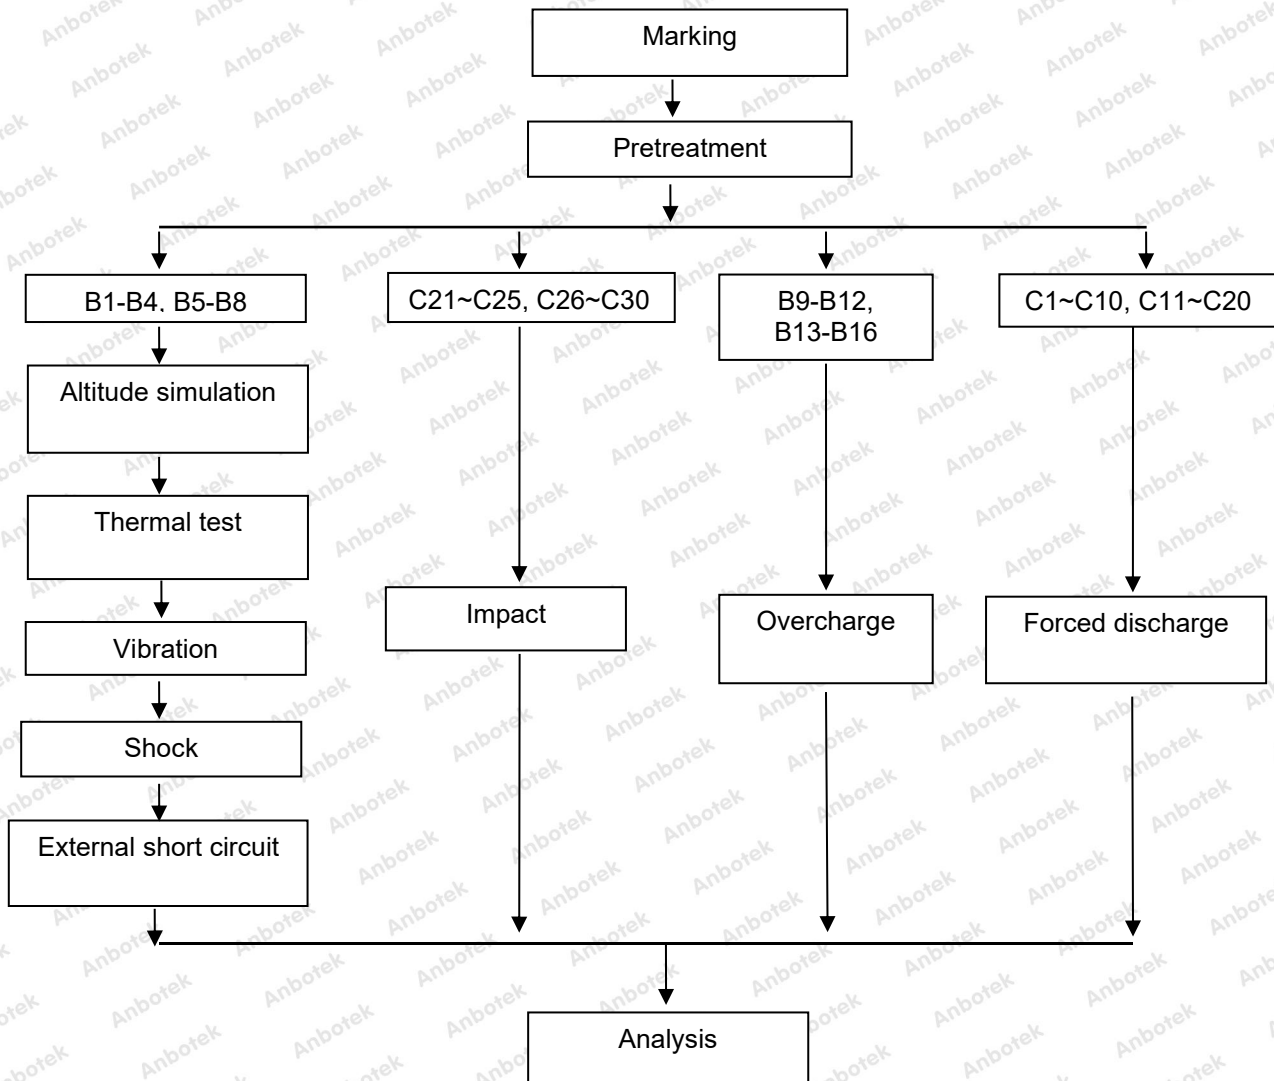 Marking
Pretreatment
B1-B4, B5-B8
C21~C25, C26~C30
B9-B12,
B13-B16
C1~C10, C11~C20
Altitude simulation
Thermal test
Vibration
Shock
External short circuit
Impact
Overcharge
Forced discharge
Analysis
Anbotek